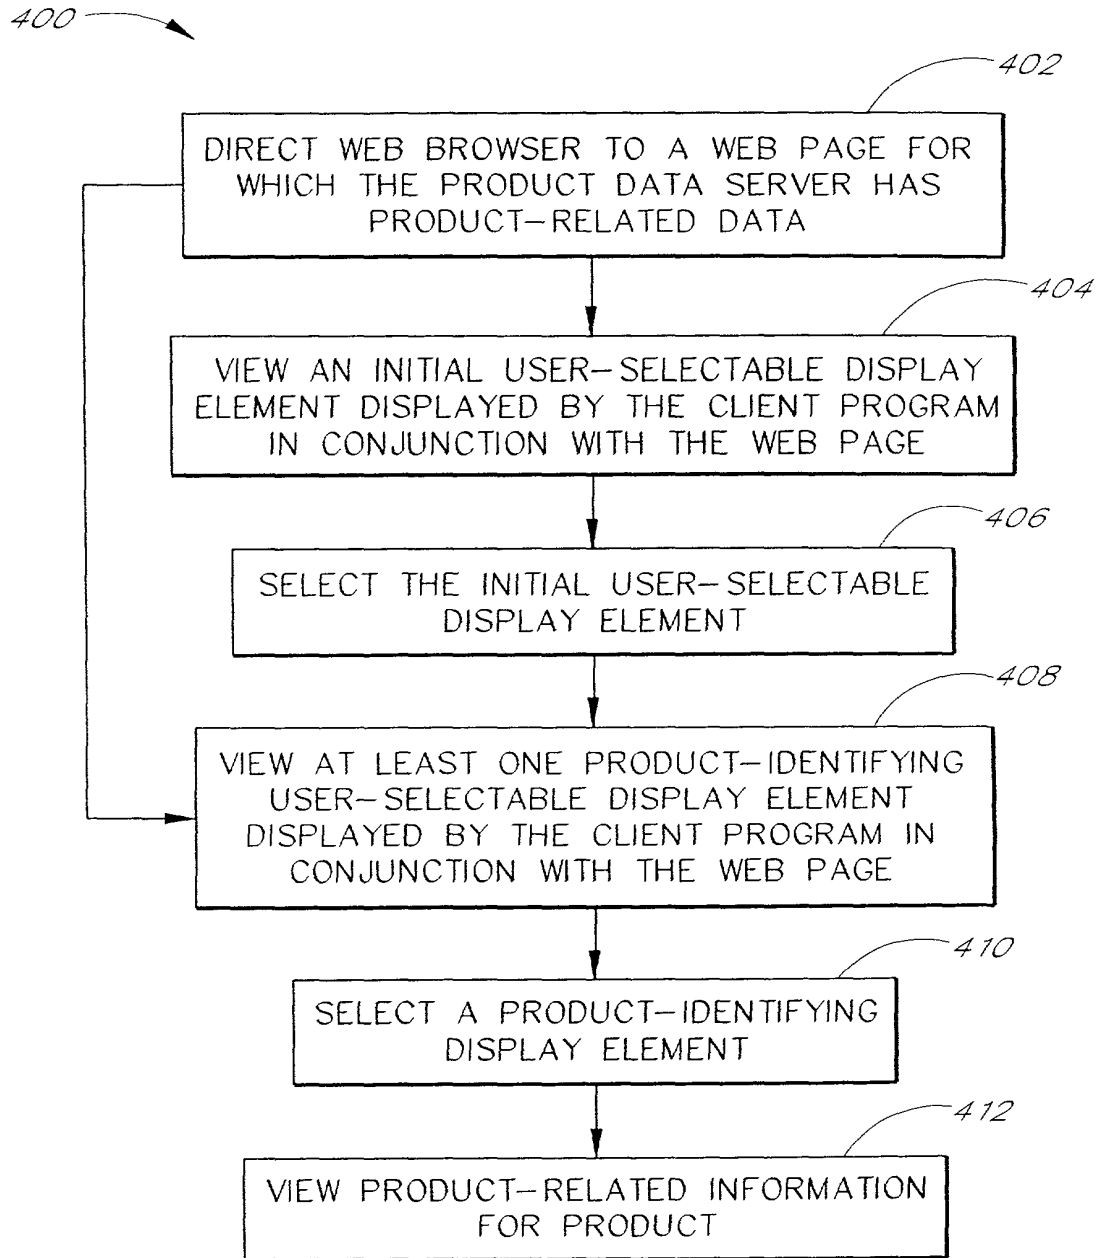 400
402
DIRECT WEB BROWSER TO A WEB PAGE FOR
WHICH THE PRODUCT DATA SERVER HAS
PRODUCT-RELATED DATA
404
VIEW AN INITIAL USER-SELECTABLE DISPLAY
ELEMENT DISPLAYED BY THE CLIENT PROGRAM
IN CONJUNCTION WITH THE WEB PAGE
406
SELECT THE INITIAL USER-SELECTABLE
DISPLAY ELEMENT
408
VIEW AT LEAST ONE PRODUCT-IDENTIFYING
USER-SELECTABLE DISPLAY ELEMENT
DISPLAYED BY THE CLIENT PROGRAM IN
CONJUNCTION WITH THE WEB PAGE
410
SELECT A PRODUCT-IDENTIFYING
DISPLAY ELEMENT
412
VIEW PRODUCT-RELATED INFORMATION
FOR PRODUCT